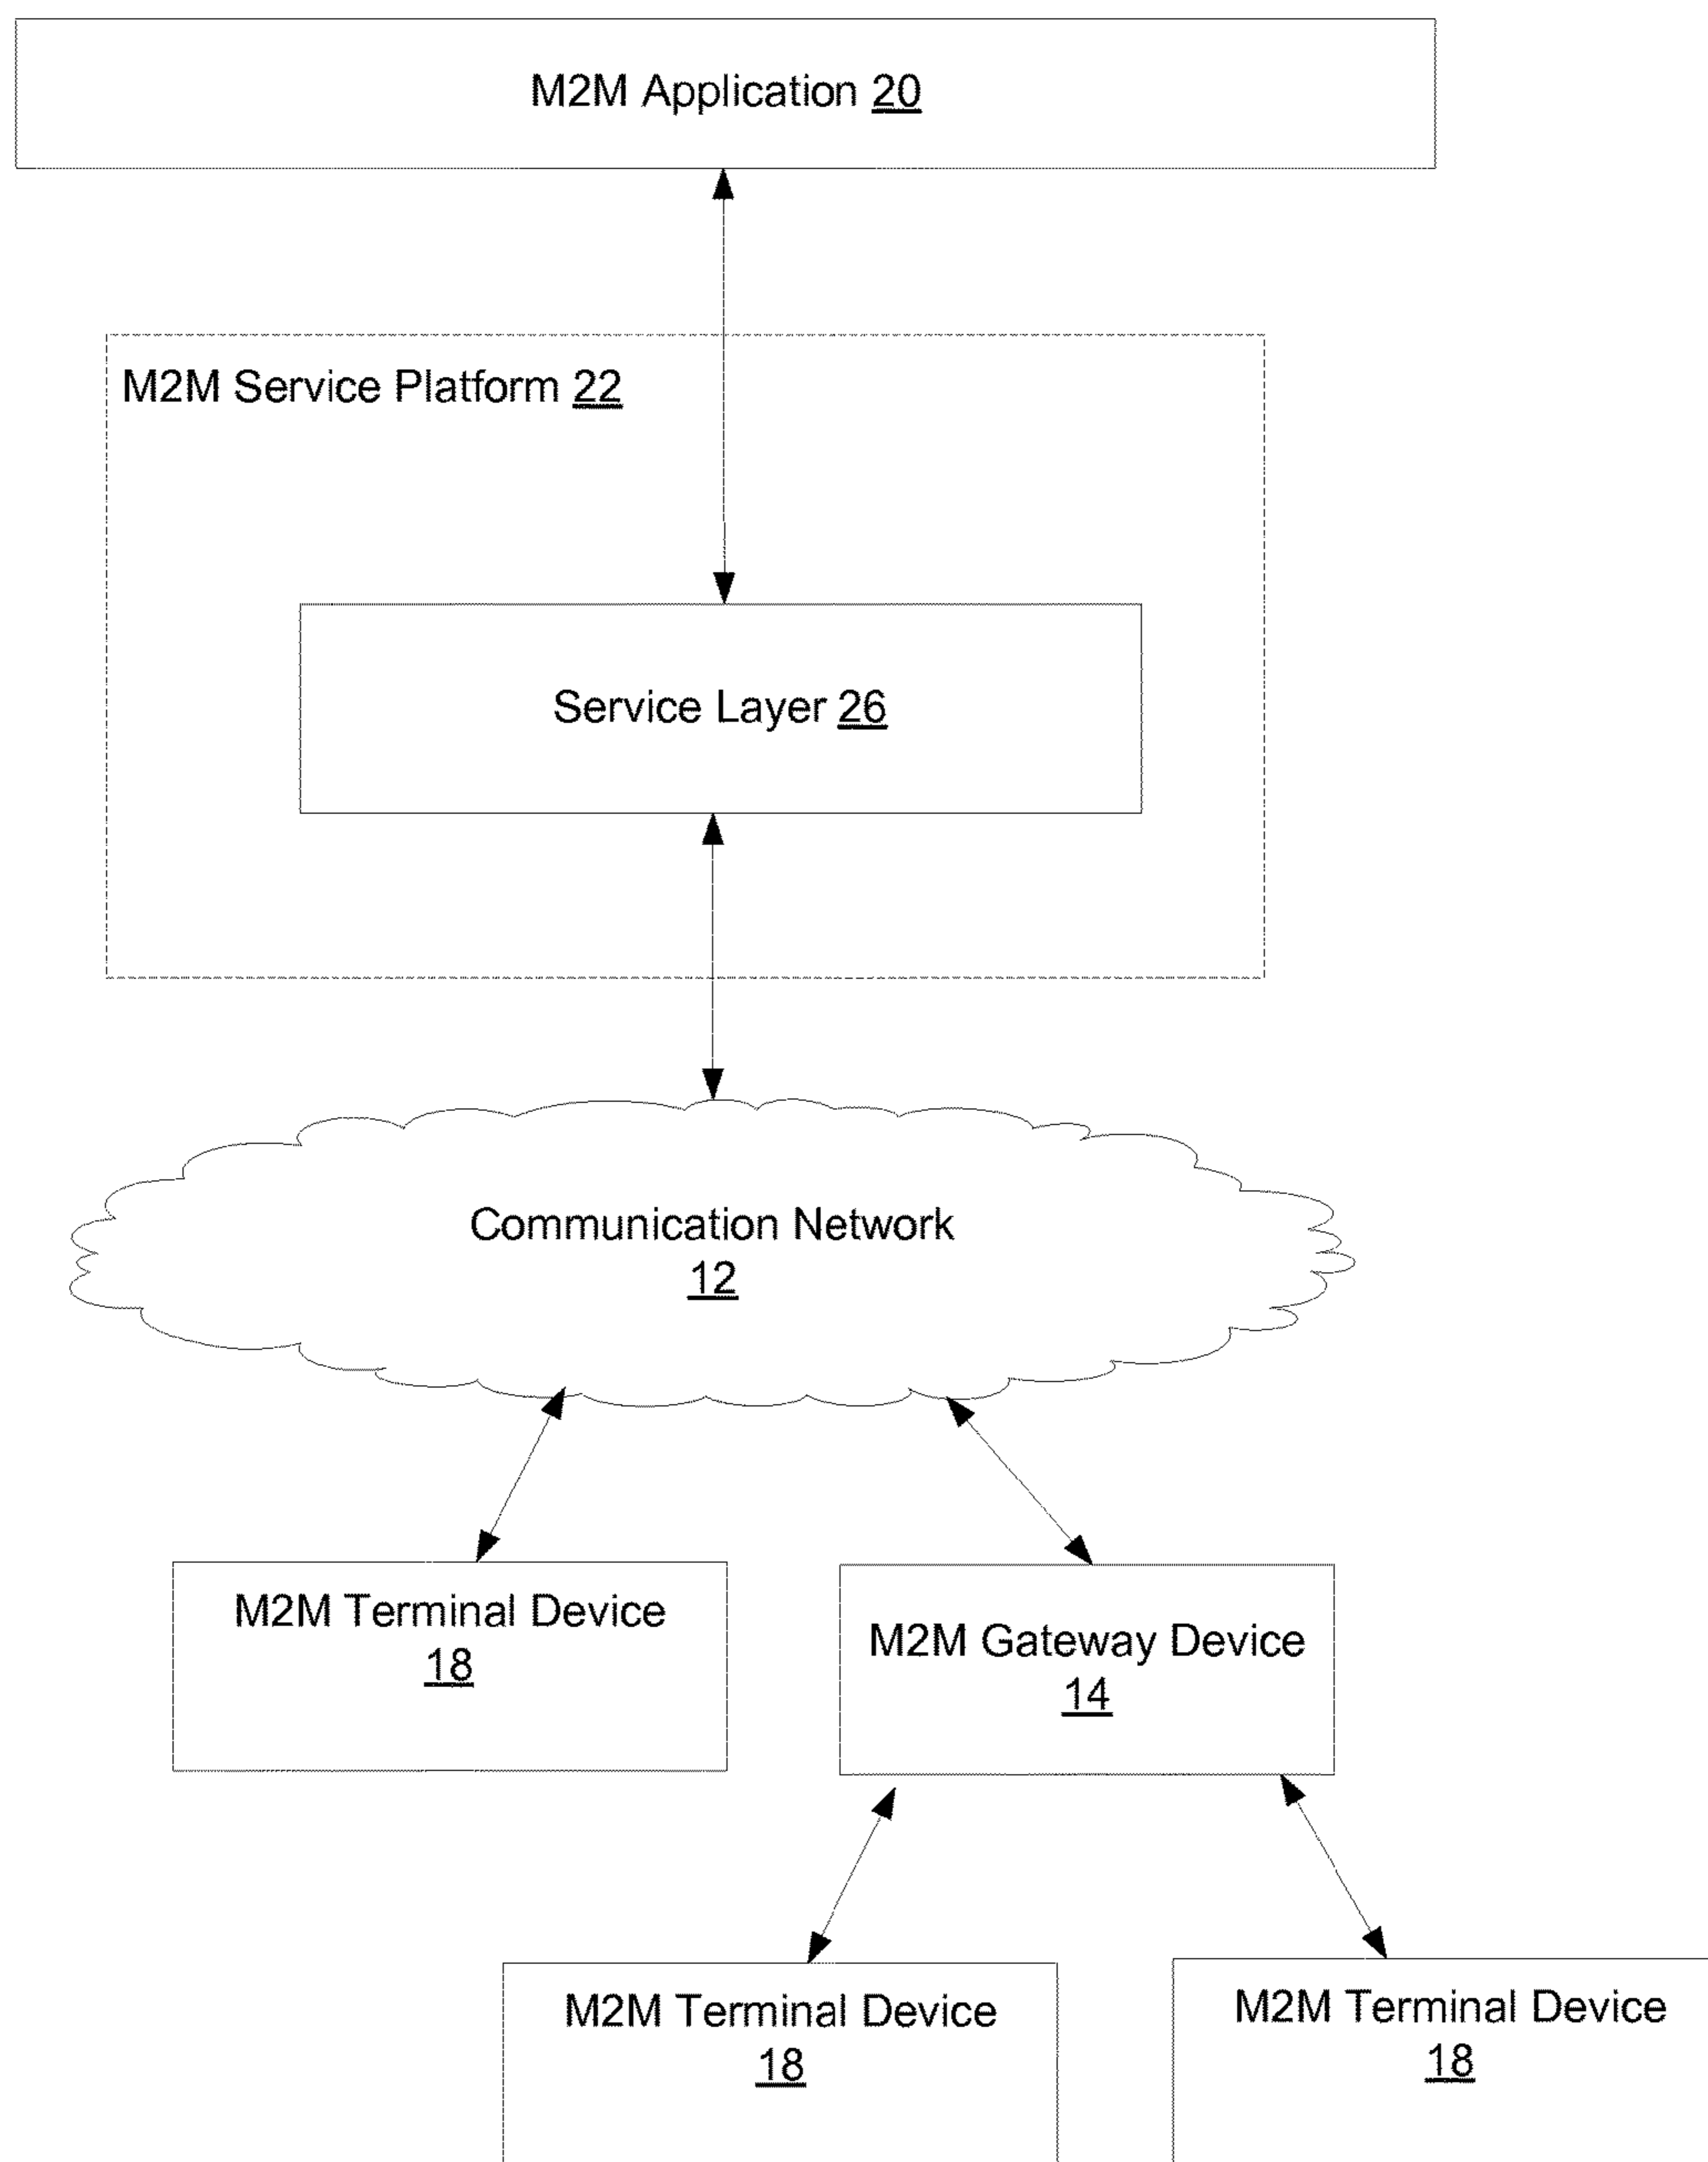 M2M Application 20
M2M Service Platform 22
Service Layer 26
Communication Network
12
M2M Terminal Device
18
M2M Gateway Device
14
M2M Terminal Device
18
M2M Terminal Device
18